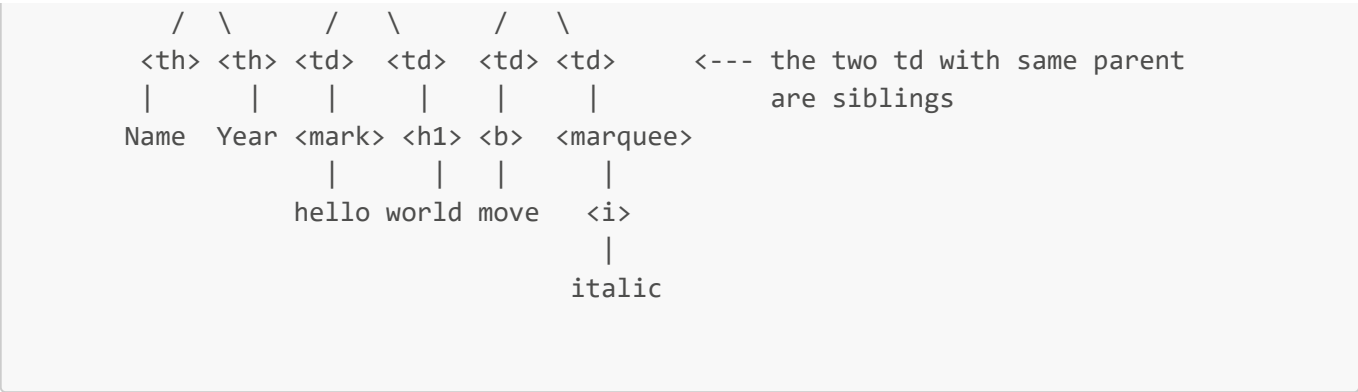 / \ / \ / \
<th> <th> <td> <td> <td> <td> <--- the two td with same parent
| | | | | | are siblings
Name Year <mark> <h1> <b> <marquee>
| | | |
hello world move <i>
|
italic